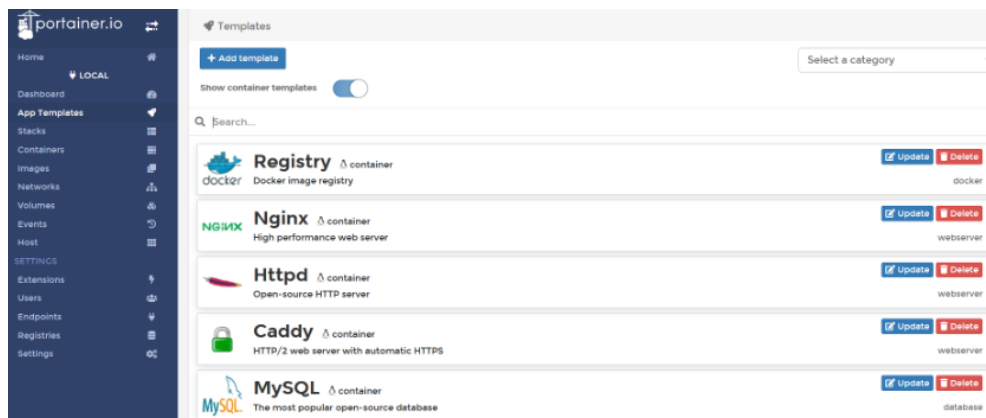 portainer.io
Home
LOCAL
Dashboard
App Templates
Stacks
Containers
Images
Networks
Volumes
Events
Host
SETTINGS
Extensions
Users
Endpoints
Registries
Settings
Templates
+ Add template
Select a category
Show container templates
Search...
docker
Registry container
Docker image registry
Update Delete
docker
NGINX
Nginx container
High performance web server
Update Delete
webserver
Httpd container
Open-source HTTP server
Update Delete
webserver
Caddy container
HTTP/2 web server with automatic HTTPS
Update Delete
webserver
MySQL
MySQL container
The most popular open-source database
Update Delete
database